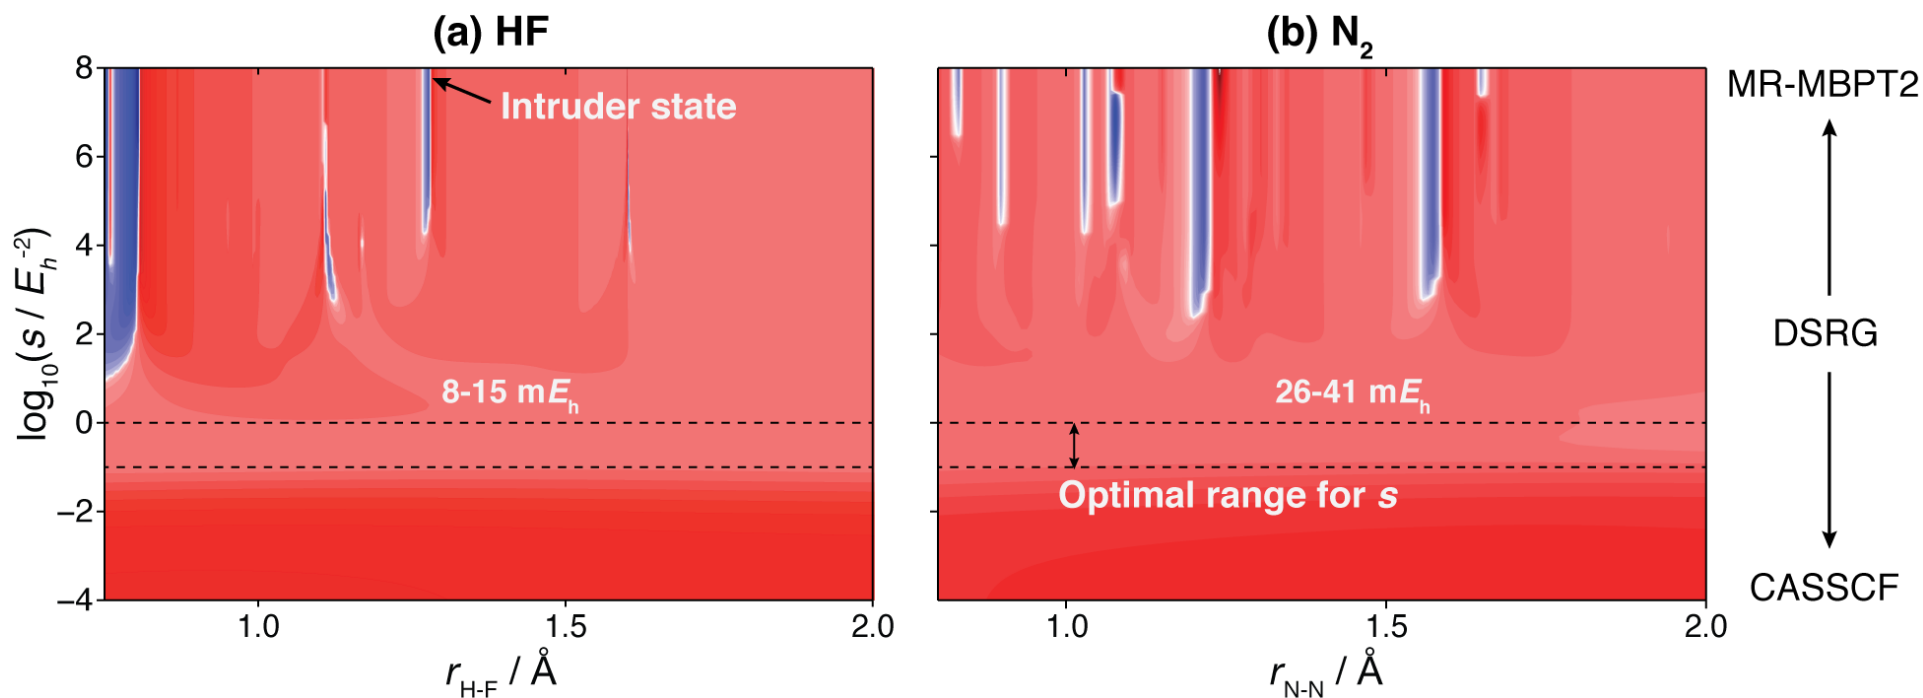 (a) HF
(b) N₂
8
6
4
2
0
−2
−4
log₁₀(s / Eₕ⁻²)
Intruder state
8-15 mEₕ
1.0
1.5
2.0
r_H-F / Å
26-41 mEₕ
Optimal range for s
1.0
1.5
2.0
r_N-N / Å
MR-MBPT2
DSRG
CASSCF